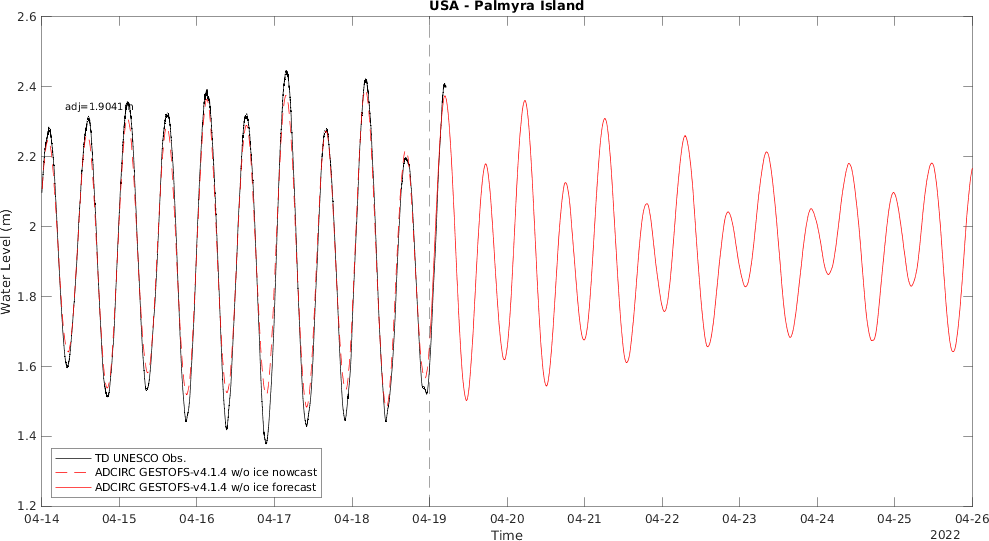 USA - Palmyra Island
2.6
2.4
2.2
2
1.8
1.6
1.4
1.2
Water Level (m)
adj=1.9041 m
TD UNESCO Obs.
ADCIRC GESTOFS-v4.1.4 w/o ice nowcast
ADCIRC GESTOFS-v4.1.4 w/o ice forecast
04-14 04-15 04-16 04-17 04-18 04-19 04-20 04-21 04-22 04-23 04-24 04-25 04-26
Time
2022